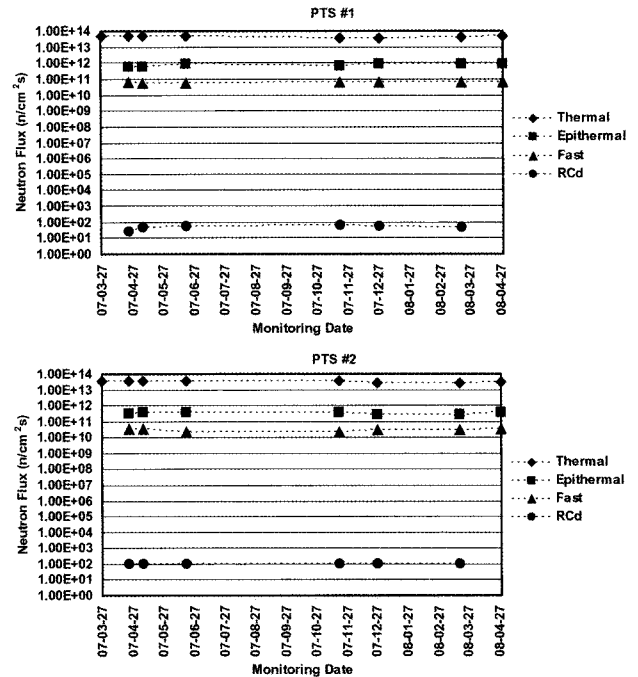 PTS #1
1.00E+14
1.00E+13
1.00E+12
1.00E+11
1.00E+10
1.00E+09
1.00E+08
1.00E+07
1.00E+06
1.00E+05
1.00E+04
1.00E+03
1.00E+02
1.00E+01
1.00E+00
Neutron Flux (n/cm²s)
07-03-27
07-04-27
07-05-27
07-06-27
07-07-27
07-08-27
07-09-27
07-10-27
07-11-27
07-12-27
08-01-27
08-02-27
08-03-27
08-04-27
Monitoring Date
Thermal
Epithermal
Fast
RCd
PTS #2
1.00E+14
1.00E+13
1.00E+12
1.00E+11
1.00E+10
1.00E+09
1.00E+08
1.00E+07
1.00E+06
1.00E+05
1.00E+04
1.00E+03
1.00E+02
1.00E+01
1.00E+00
Neutron Flux (n/cm²s)
07-03-27
07-04-27
07-05-27
07-06-27
07-07-27
07-08-27
07-09-27
07-10-27
07-11-27
07-12-27
08-01-27
08-02-27
08-03-27
08-04-27
Monitoring Date
Thermal
Epithermal
Fast
RCd